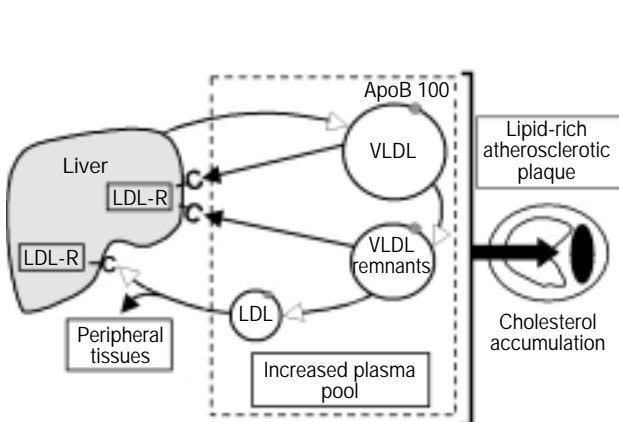 ApoB 100
VLDL
Lipid-rich
atherosclerotic
plaque
Liver
LDL-R
LDL-R
VLDL
remnants
LDL
Peripheral
tissues
Increased plasma
pool
Cholesterol
accumulation